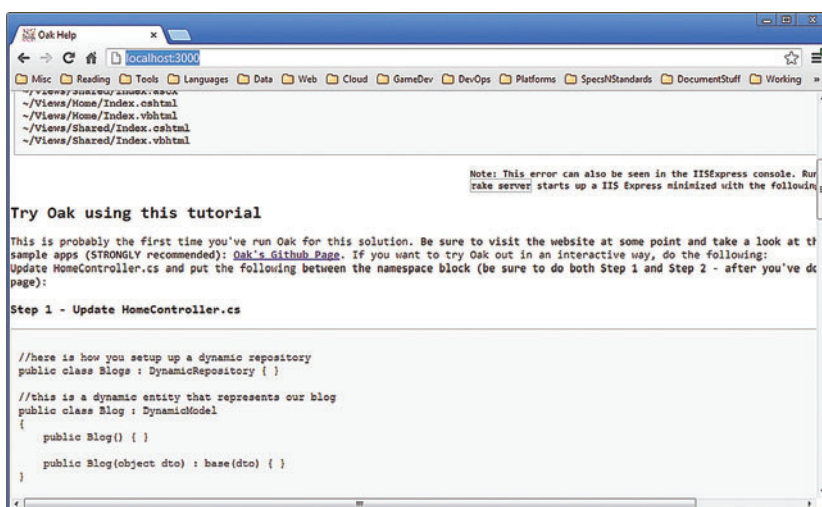 Oak Help
localhost:3000
Misc Reading Tools Languages Data Web Cloud GameDev DevOps Platforms SpecsNStandards DocumentStuff Working »
~/Views/Shared/Index.ascx
~/Views/Home/Index.cshtml
~/Views/Home/Index.vbhtml
~/Views/Shared/Index.cshtml
~/Views/Shared/Index.vbhtml
Note: This error can also be seen in the IISExpress console. Run
rake server starts up a IIS Express minimized with the following
Try Oak using this tutorial
This is probably the first time you've run Oak for this solution. Be sure to visit the website at some point and take a look at th
sample apps (STRONGLY recommended): Oak's Github Page. If you want to try Oak out in an interactive way, do the following:
Update HomeController.cs and put the following between the namespace block (be sure to do both Step 1 and Step 2 - after you've do
page):
Step 1 - Update HomeController.cs
//here is how you setup up a dynamic repository
public class Blogs : DynamicRepository { }
//this is a dynamic entity that represents our blog
public class Blog : DynamicModel
{
public Blog() { }
public Blog(object dto) : base(dto) { }
}